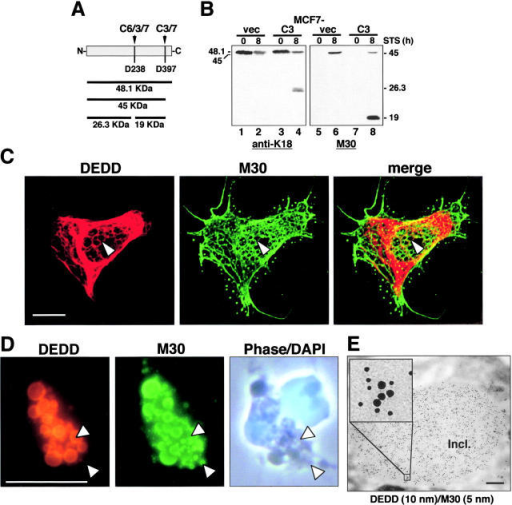 A
C6/3/7 C3/7
N- -C
D238 D397
48.1 KDa
45 KDa
26.3 KDa 19 KDa
B
MCF7-
vec C3 vec C3
0 8 0 8 0 8 0 8 STS (h)
48.1
45
45
26.3
19
1 2 3 4 5 6 7 8
anti-K18 M30
C
DEDD M30 merge
D
DEDD M30 Phase/DAPI
E
Incl.
DEDD (10 nm)/M30 (5 nm)